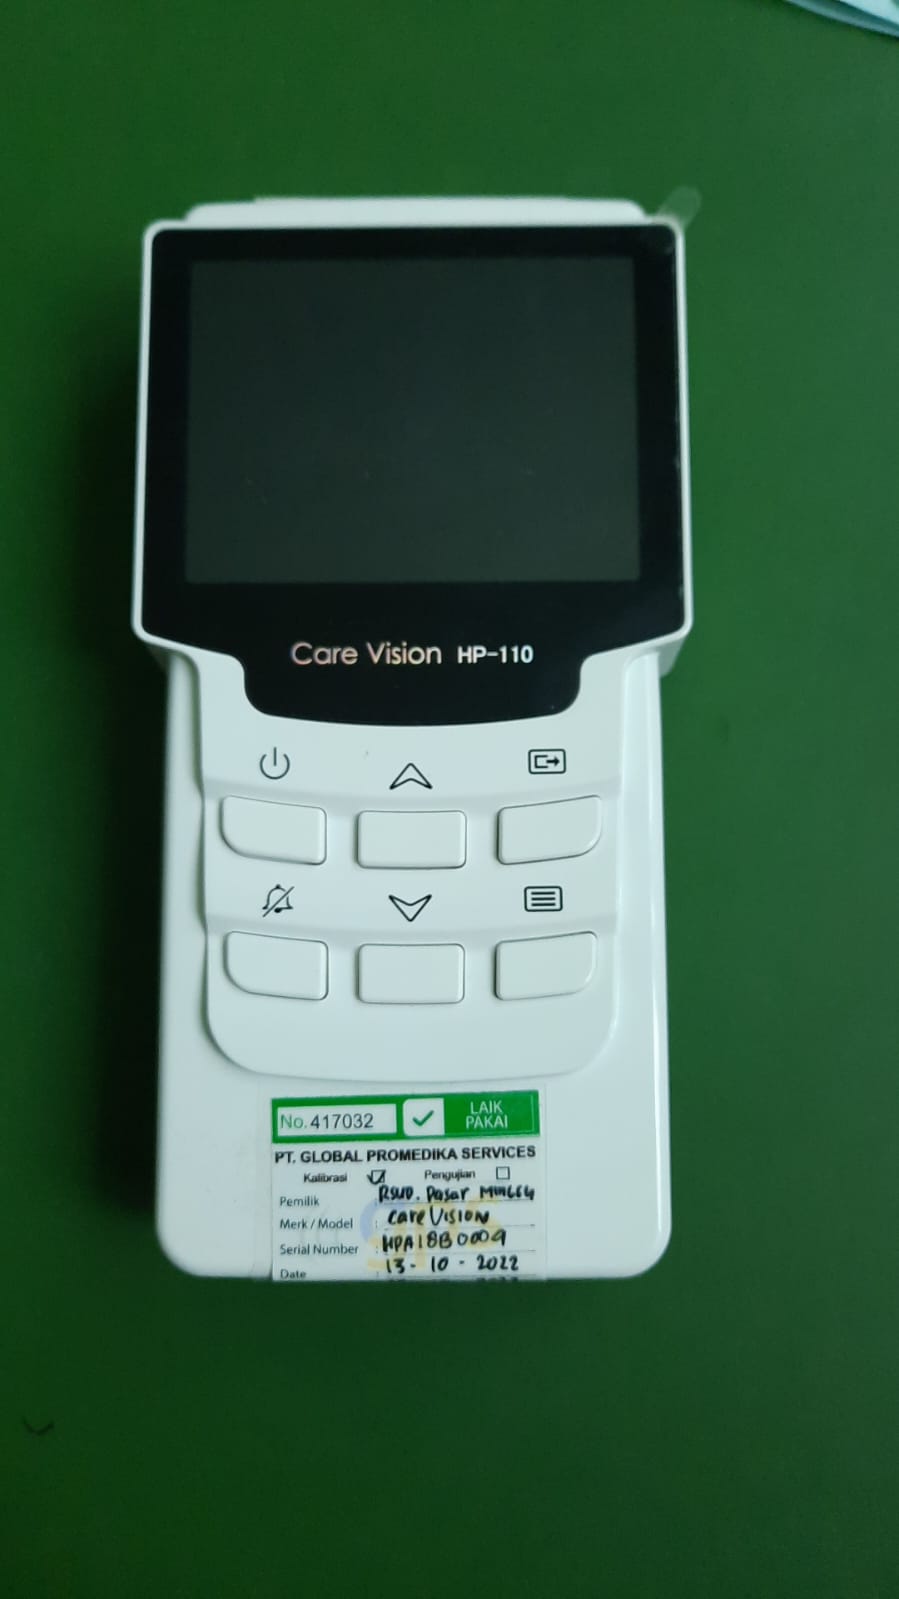 Care Vision HP-110
No. 417032 LAIK PAKAI
PT. GLOBAL PROMEDIKA SERVICES
Kalibrasi Pengujian
Pemilik : RSUD. Pasar Minggu
Merk / Model : Care Vision
Serial Number : HPA18B0009
Date 13 - 10 - 2022